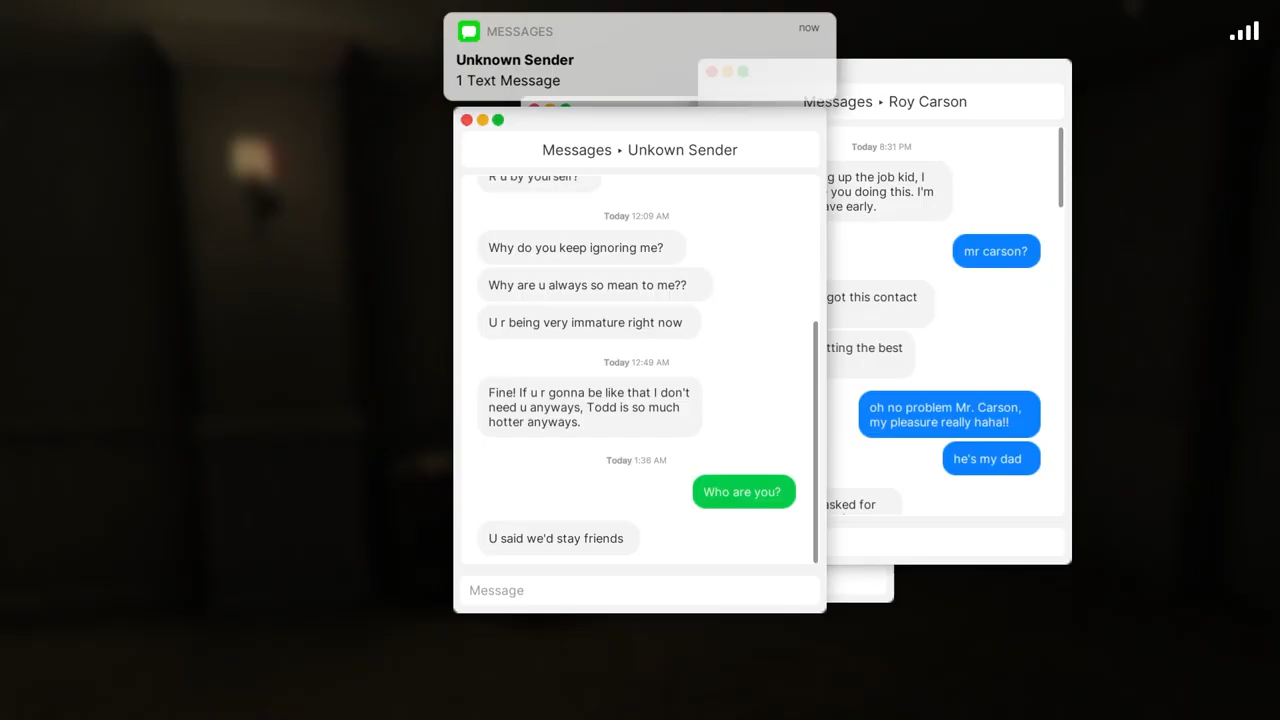 MESSAGES
now
Unknown Sender
1 Text Message
Messages ▸ Unkown Sender
R u by yourself?
Today 12:09 AM
Why do you keep ignoring me?
Why are u always so mean to me??
U r being very immature right now
Today 12:49 AM
Fine! If u r gonna be like that I don't
need u anyways, Todd is so much
hotter anyways.
Today 1:36 AM
Who are you?
U said we'd stay friends
Message
Messages ▸ Roy Carson
Today 8:31 PM
g up the job kid, I
you doing this. I'm
ave early.
mr carson?
got this contact
tting the best
oh no problem Mr. Carson,
my pleasure really haha!!
he's my dad
asked for